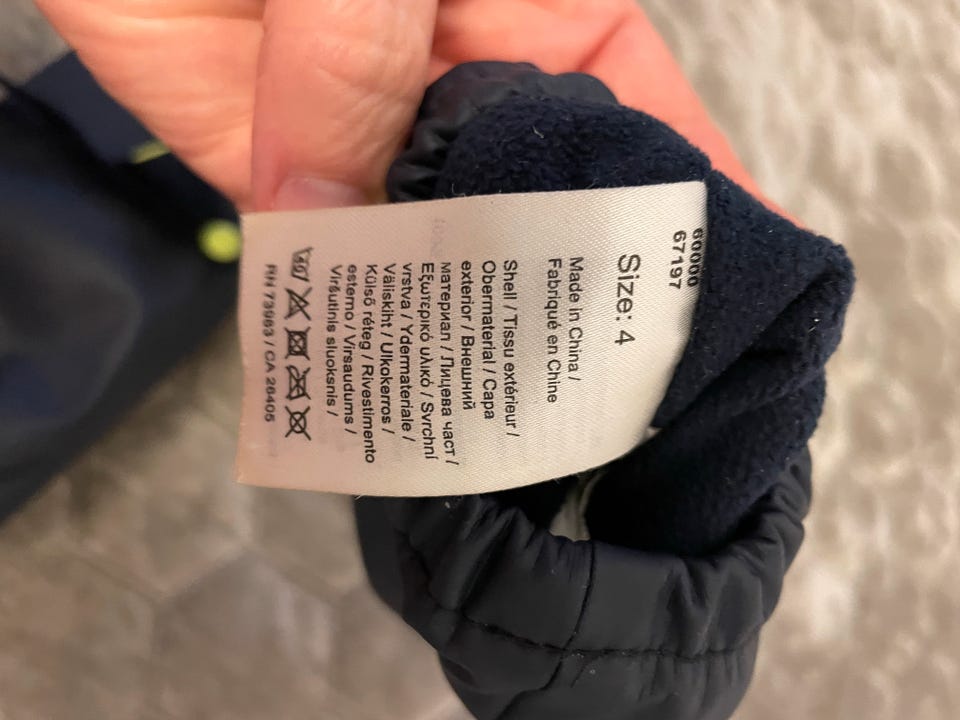 67197
Size: 4
Made in China /
Fabriqué en Chine
Shell / Tissu extérieur /
Obermaterial / Capa
exterior / Внешний
материал / Лицева част /
Εξωτερικό υλικό / Svrchní
vrstva / Ydermateriale /
Väliskiht / Ulkokerros /
Külső réteg / Rivestimento
esterno / Virsaudums /
Viršutinis sluoksnis /
40
RN 73963 / CA 26405